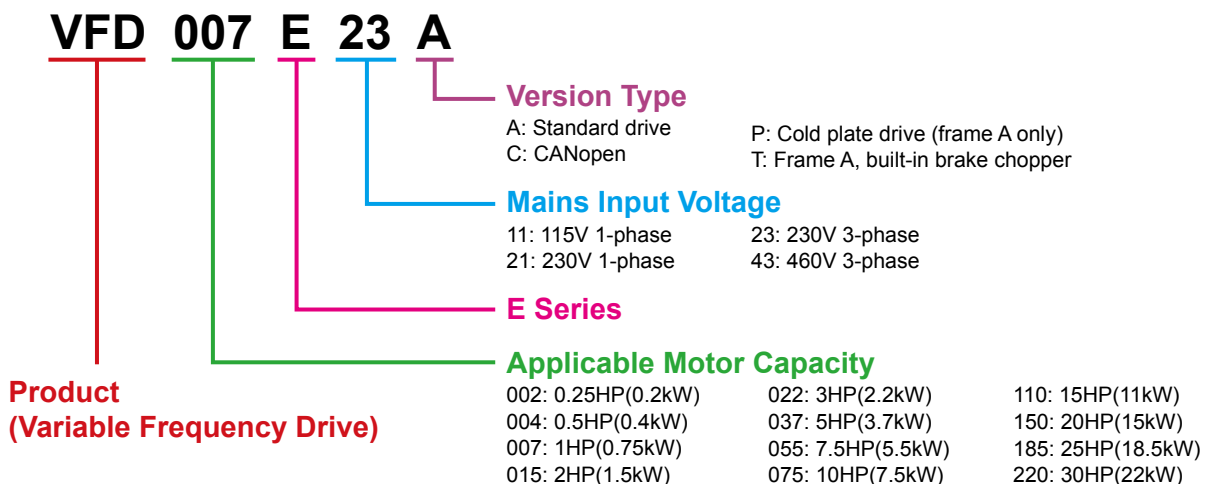 VFD 007 E 23 A
Version Type
A: Standard drive
C: CANopen
P: Cold plate drive (frame A only)
T: Frame A, built-in brake chopper
Mains Input Voltage
11: 115V 1-phase
21: 230V 1-phase
23: 230V 3-phase
43: 460V 3-phase
E Series
Applicable Motor Capacity
002: 0.25HP(0.2kW)
004: 0.5HP(0.4kW)
007: 1HP(0.75kW)
015: 2HP(1.5kW)
022: 3HP(2.2kW)
037: 5HP(3.7kW)
055: 7.5HP(5.5kW)
075: 10HP(7.5kW)
110: 15HP(11kW)
150: 20HP(15kW)
185: 25HP(18.5kW)
220: 30HP(22kW)
Product
(Variable Frequency Drive)